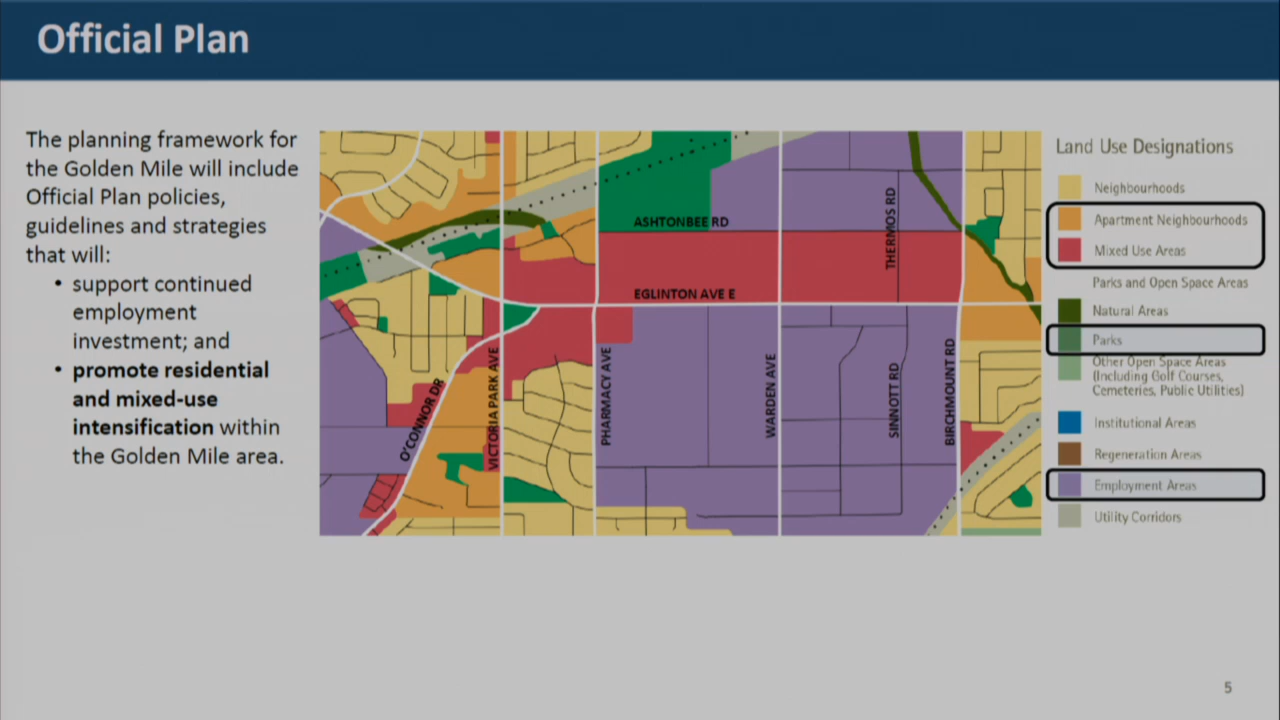 Official Plan
The planning framework for
the Golden Mile will include
Official Plan policies,
guidelines and strategies
that will:
• support continued
employment
investment; and
• promote residential
and mixed-use
intensification within
the Golden Mile area.
ASHTONBEE RD
THERMOS RD
EGLINTON AVE E
O'CONNOR DR
VICTORIA PARK AVE
PHARMACY AVE
WARDEN AVE
SINNOTT RD
BIRCHMOUNT RD
Land Use Designations
Neighbourhoods
Apartment Neighbourhoods
Mixed Use Areas
Parks and Open Space Areas
Natural Areas
Parks
Other Open Space Areas
(Including Golf Courses,
Cemeteries, Public Utilities)
Institutional Areas
Regeneration Areas
Employment Areas
Utility Corridors
5